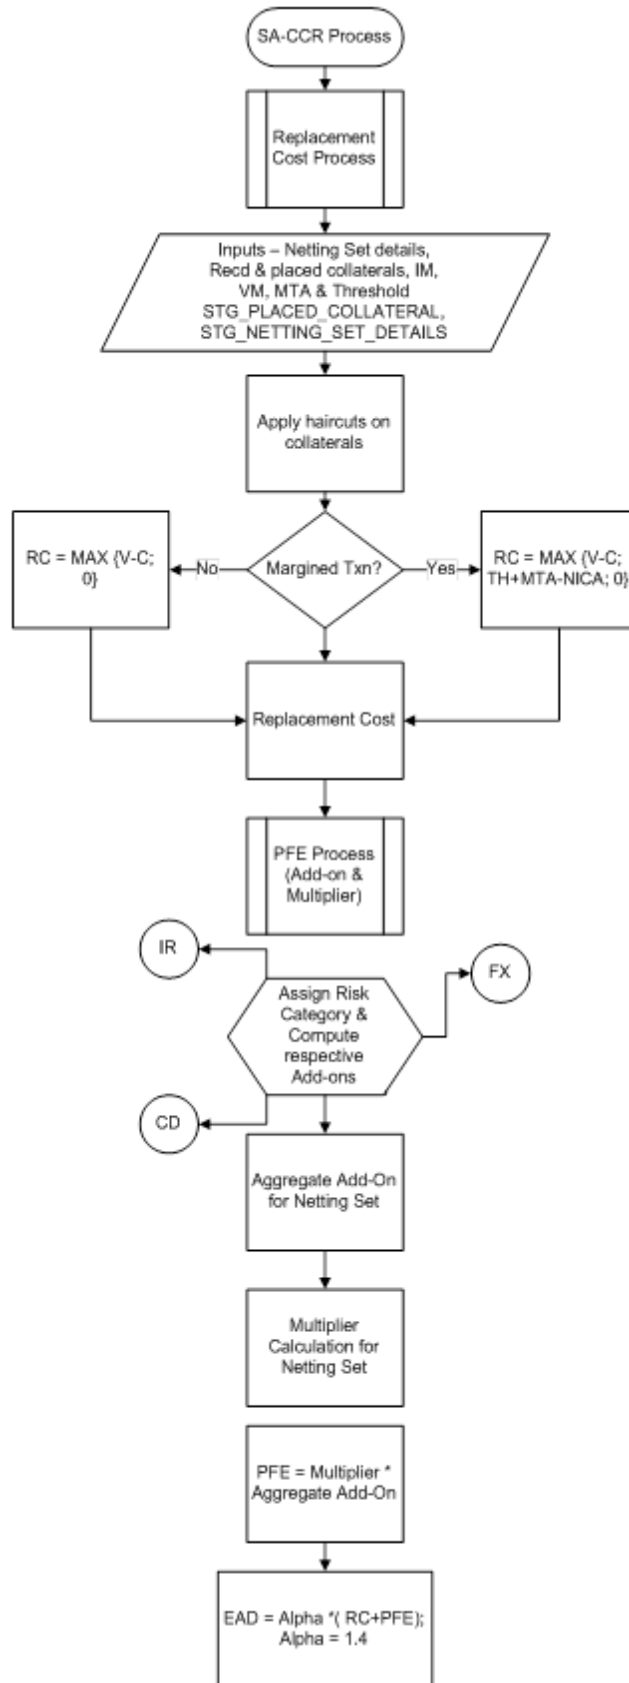 SA-CCR Process
Replacement
Cost Process
Inputs – Netting Set details,
Recd & placed collaterals, IM,
VM, MTA & Threshold
STG_PLACED_COLLATERAL,
STG_NETTING_SET_DETAILS
Apply haircuts on
collaterals
RC = MAX {V-C;
0}
No
Margined Txn?
Yes
RC = MAX {V-C;
TH+MTA-NICA; 0}
Replacement Cost
PFE Process
(Add-on &
Multiplier)
IR
FX
Assign Risk
Category &
Compute
respective
Add-ons
CD
Aggregate Add-On
for Netting Set
Multiplier
Calculation for
Netting Set
PFE = Multiplier *
Aggregate Add-On
EAD = Alpha *( RC+PFE);
Alpha = 1.4